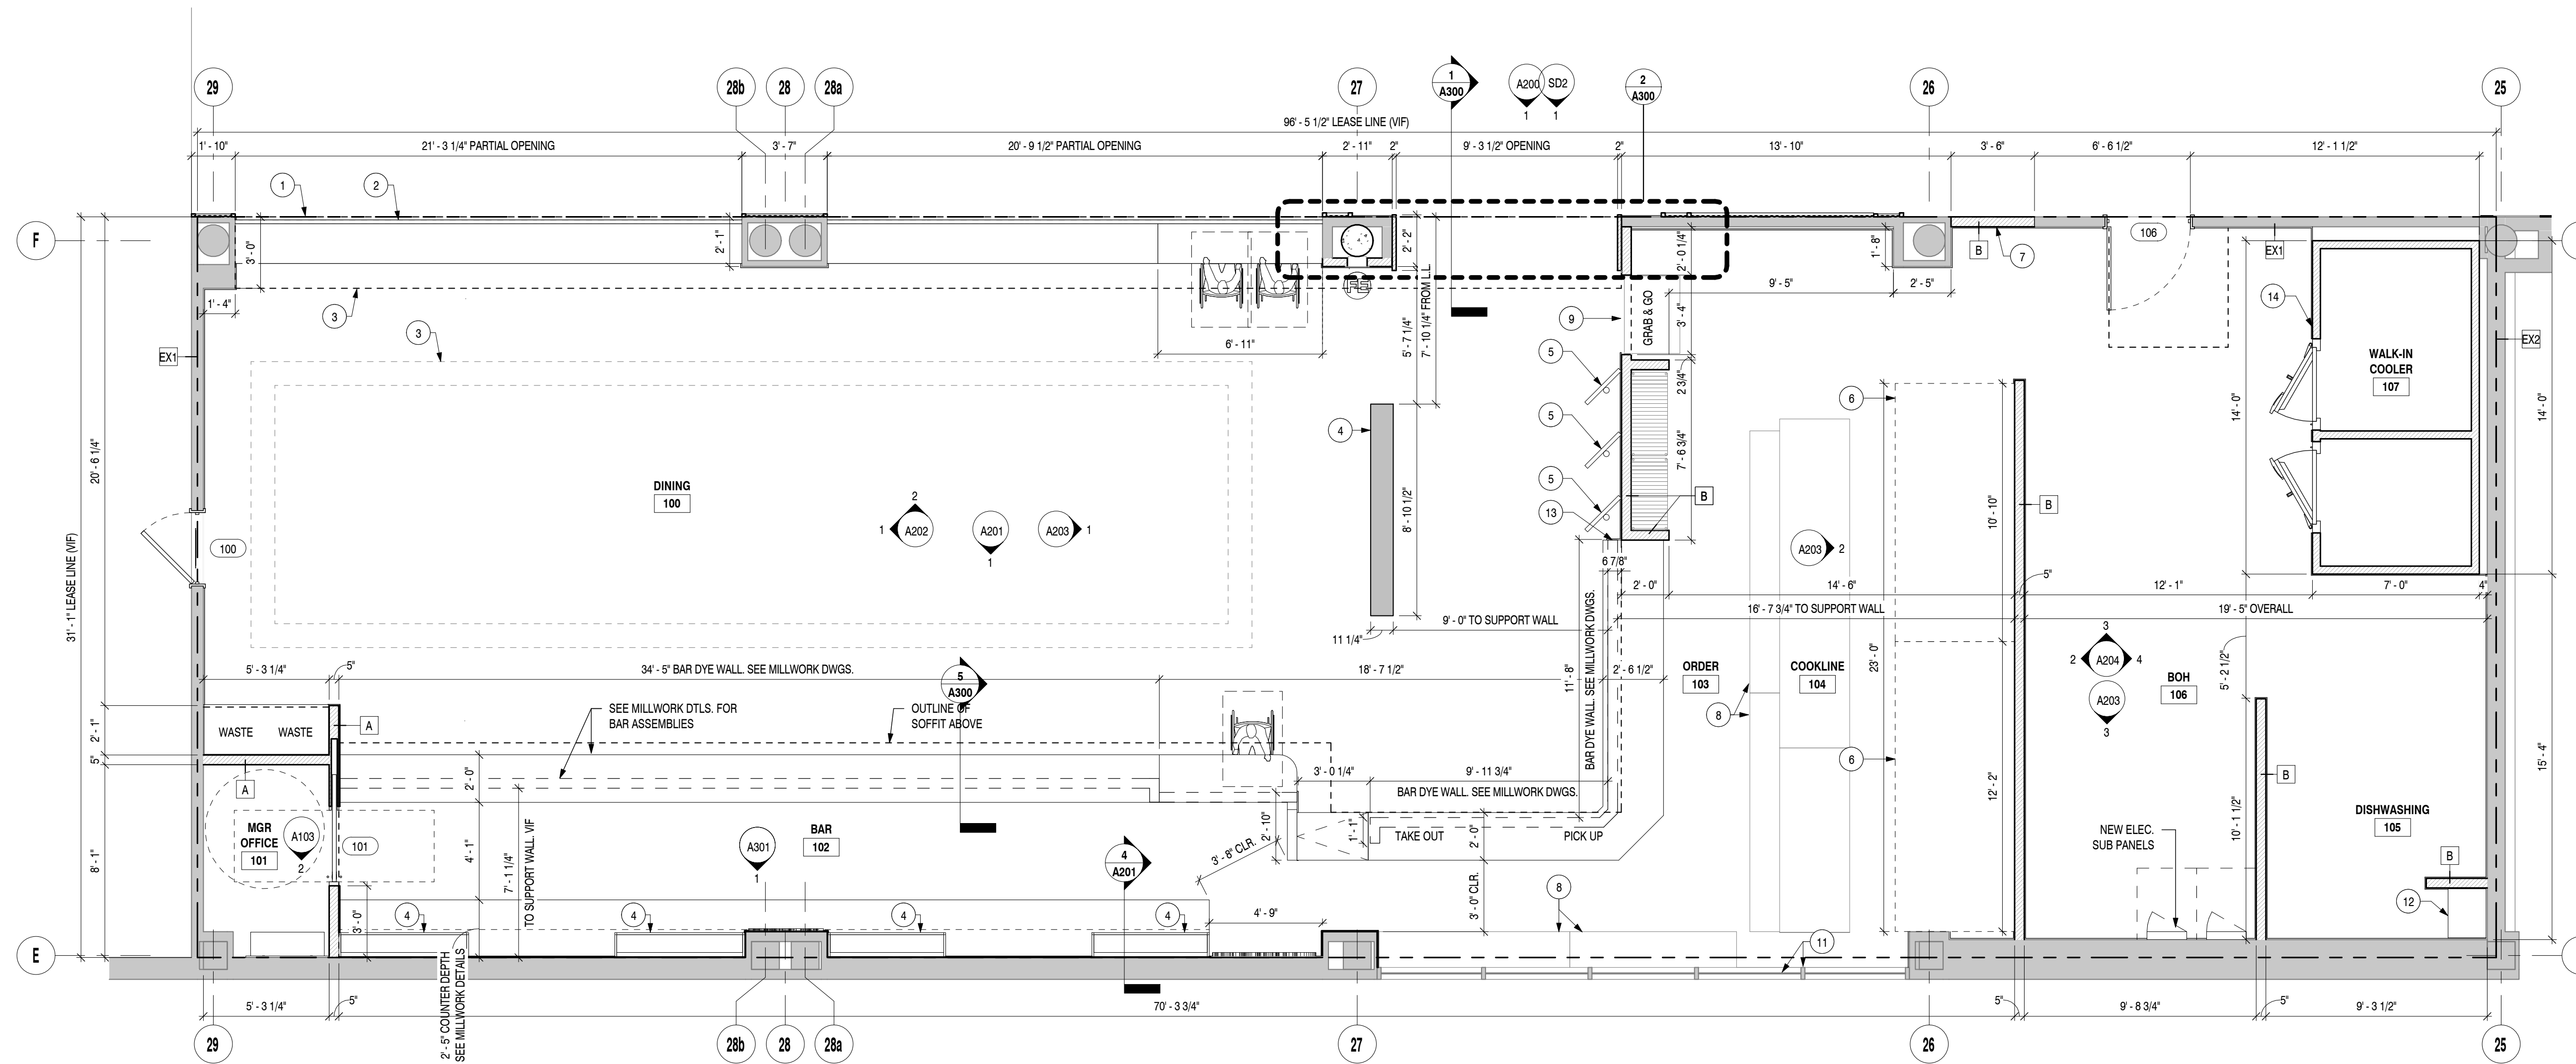 29
28b
28
28a
27
1
A300
A200
1
SD2
1
2
A300
26
25
96' - 5 1/2" LEASE LINE (VIF)
1' - 10"
21' - 3 1/4" PARTIAL OPENING
3' - 7"
20' - 9 1/2" PARTIAL OPENING
2' - 11"
2"
9' - 3 1/2" OPENING
2"
13' - 10"
3' - 6"
6' - 6 1/2"
12' - 1 1/2"
1
2
F
3' - 0"
2' - 1"
2' - 2"
2' - 0 1/4"
1' - 8"
B
7
106
EX1
1' - 4"
3
3
FE
5' - 7 1/4"
7' - 10 1/4" FROM L.L.
9
GRAB & GO
3' - 4"
9' - 5"
2' - 5"
14
EX1
6' - 11"
5
EX2
WALK-IN
COOLER
107
4
5
2 3/4"
7' - 6 3/4"
6
14' - 0"
14' - 0"
20' - 6 1/4"
31' - 1" LEASE LINE (VIF)
DINING
100
5
B
10' - 10"
B
8' - 10 1/2"
13
100
2
1
A202
A201
1
A203
1
A203
2
6 7/8"
2' - 0"
14' - 6"
5"
12' - 1"
7' - 0"
4"
16' - 7 3/4" TO SUPPORT WALL
19' - 5" OVERALL
9' - 0" TO SUPPORT WALL
11 1/4"
5' - 3 1/4"
5"
34' - 5" BAR DYE WALL. SEE MILLWORK DWGS.
5
A300
18' - 7 1/2"
11' - 8"
BAR DYE WALL. SEE MILLWORK DWGS.
2' - 6 1/2"
ORDER
103
COOKLINE
104
23' - 0"
3
2
A204
4
A203
3
BOH
106
5' - 2 1/2"
SEE MILLWORK DTLS. FOR
BAR ASSEMBLIES
OUTLINE OF
SOFFIT ABOVE
8
2' - 1"
WASTE
WASTE
A
5"
A
2' - 0"
3' - 0 1/4"
9' - 11 3/4"
BAR DYE WALL. SEE MILLWORK DWGS.
6
12' - 2"
B
15' - 4"
8' - 1"
MGR
OFFICE
101
A103
2
101
4' - 1"
7' - 1 1/4"
TO SUPPORT WALL. VIF
BAR
102
A301
1
2' - 10"
3' - 8" CLR.
1' - 1"
TAKE OUT
PICK UP
2' - 0"
NEW ELEC.
SUB PANELS
10' - 1 1/2"
DISHWASHING
105
4
A201
B
8
12
3' - 0"
4
4
4
4
4' - 9"
3' - 0" CLR.
11
E
2' - 5" COUNTER DEPTH
SEE MILLWORK DETAILS
5' - 3 1/4"
5"
70' - 3 3/4"
5"
9' - 8 3/4"
5"
9' - 3 1/2"
29
28b
28
28a
27
26
25